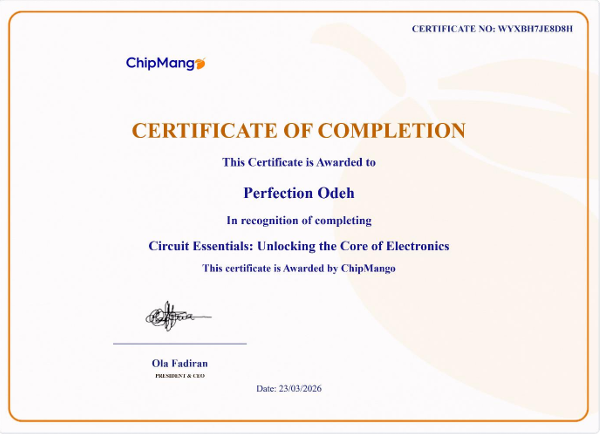 CERTIFICATE NO: WYXBH7JE8D8H
ChipMango
CERTIFICATE OF COMPLETION
This Certificate is Awarded to
Perfection Odeh
In recognition of completing
Circuit Essentials: Unlocking the Core of Electronics
This certificate is Awarded by ChipMango
Ola Fadiran
PRESIDENT & CEO
Date: 23/03/2026